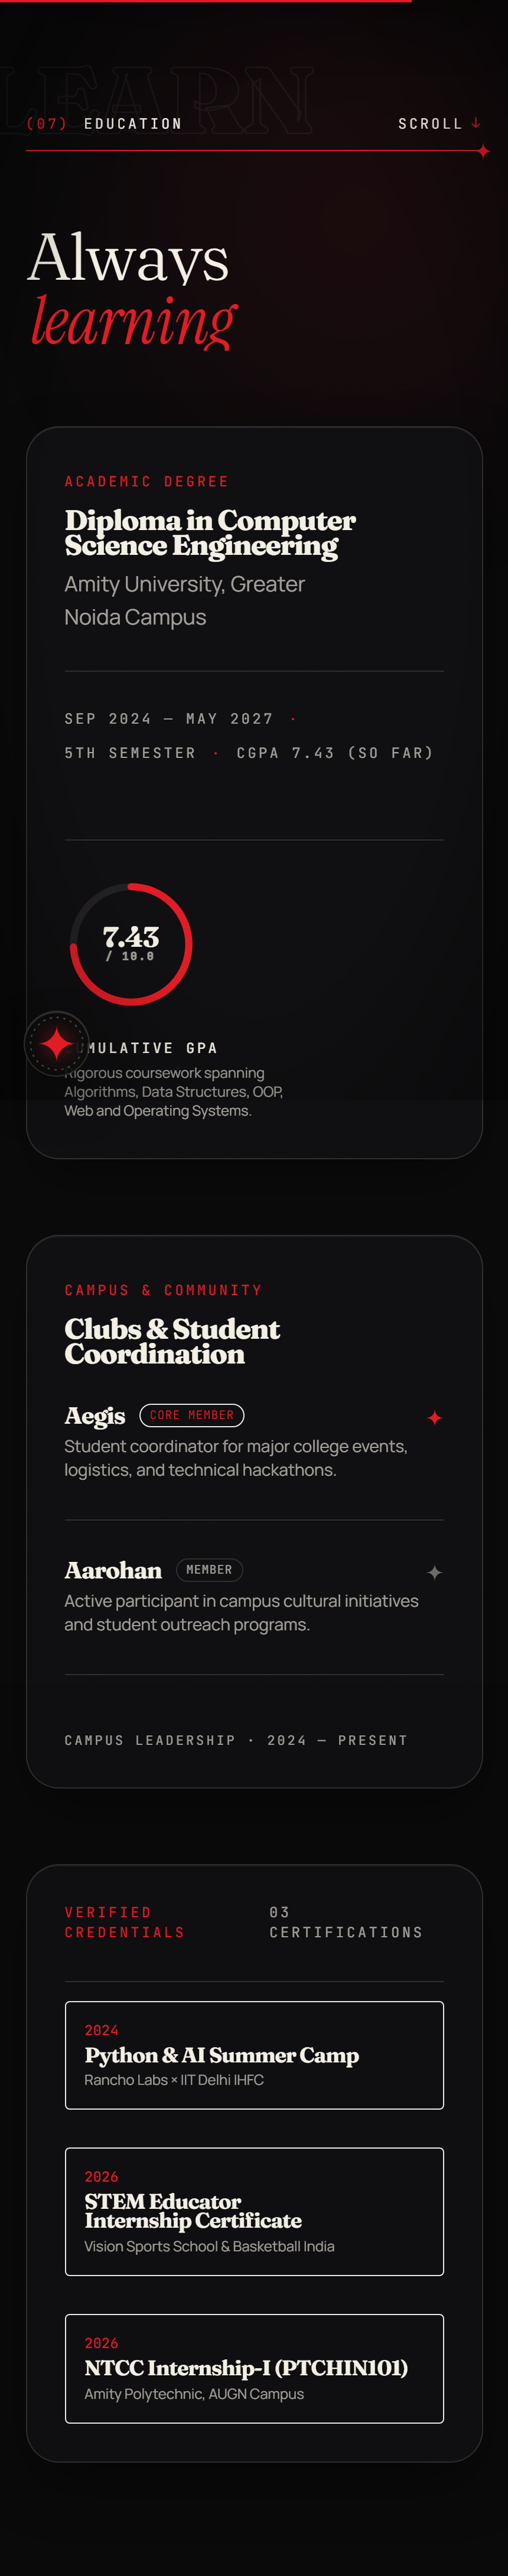 LEARN
(07) EDUCATION SCROLL ↓
Always
learning
ACADEMIC DEGREE
Diploma in Computer
Science Engineering
Amity University, Greater
Noida Campus
SEP 2024 — MAY 2027 ·
5TH SEMESTER · CGPA 7.43 (SO FAR)
7.43
/ 10.0
MULATIVE GPA
Rigorous coursework spanning
Algorithms, Data Structures, OOP,
Web and Operating Systems.
CAMPUS & COMMUNITY
Clubs & Student
Coordination
Aegis CORE MEMBER
Student coordinator for major college events,
logistics, and technical hackathons.
Aarohan MEMBER
Active participant in campus cultural initiatives
and student outreach programs.
CAMPUS LEADERSHIP · 2024 — PRESENT
VERIFIED
CREDENTIALS
03
CERTIFICATIONS
2024
Python & AI Summer Camp
Rancho Labs × IIT Delhi IHFC
2026
STEM Educator
Internship Certificate
Vision Sports School & Basketball India
2026
NTCC Internship-I (PTCHIN101)
Amity Polytechnic, AUGN Campus